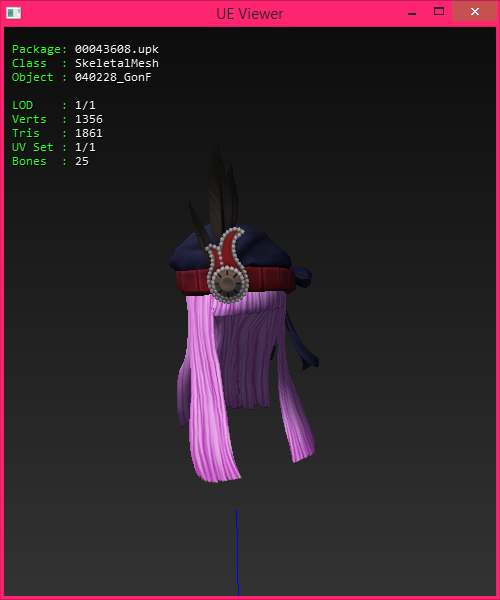 UE Viewer
Package: 00043608.upk
Class : SkeletalMesh
Object : 040228_GonF
LOD : 1/1
Verts : 1356
Tris : 1861
UV Set : 1/1
Bones : 25